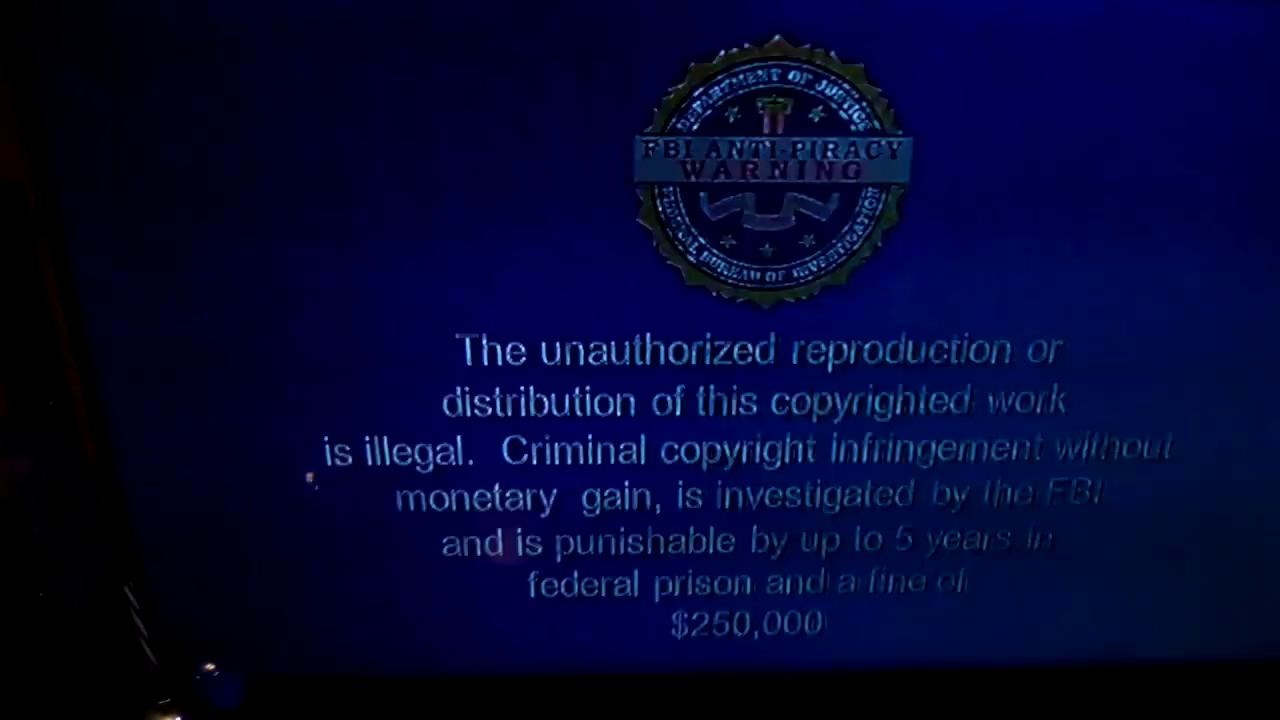 DEPARTMENT OF JUSTICE
FBI ANTI-PIRACY
WARNING
FEDERAL BUREAU OF INVESTIGATION
The unauthorized reproduction or
distribution of this copyrighted work
is illegal. Criminal copyright infringement without
monetary gain, is investigated by the FBI
and is punishable by up to 5 years in
federal prison and a fine of
$250,000